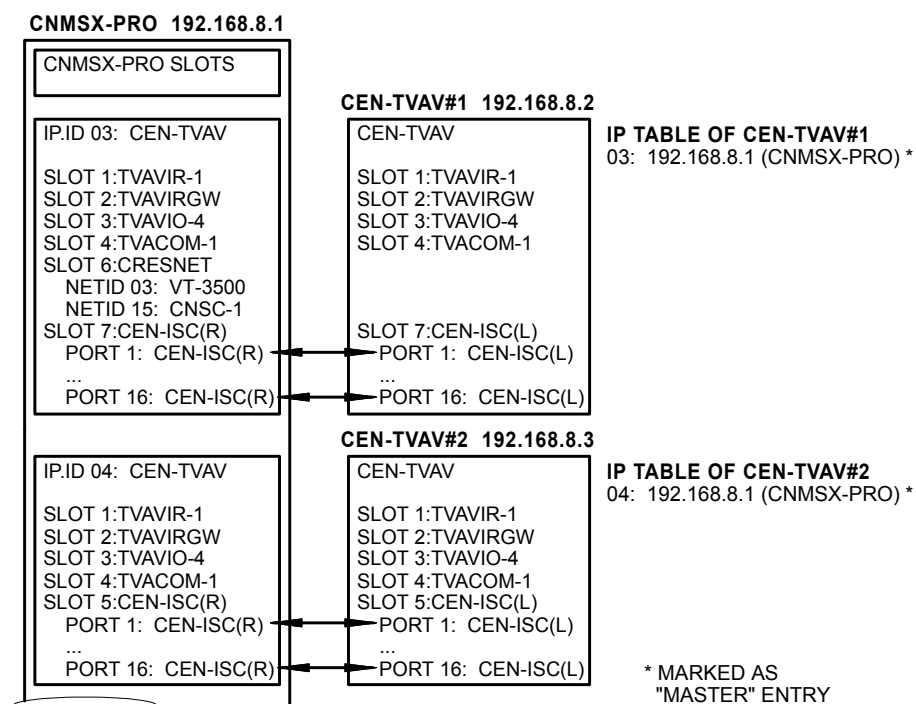 CNMSX-PRO 192.168.8.1
CNMSX-PRO SLOTS
IP.ID 03: CEN-TVAV
SLOT 1:TVAVIR-1
SLOT 2:TVAVIRGW
SLOT 3:TVAVIO-4
SLOT 4:TVACOM-1
SLOT 6:CRESNET
NETID 03: VT-3500
NETID 15: CNSC-1
SLOT 7:CEN-ISC(R)
PORT 1: CEN-ISC(R)
...
PORT 16: CEN-ISC(R)
CEN-TVAV#1 192.168.8.2
CEN-TVAV
SLOT 1:TVAVIR-1
SLOT 2:TVAVIRGW
SLOT 3:TVAVIO-4
SLOT 4:TVACOM-1
SLOT 7:CEN-ISC(L)
PORT 1: CEN-ISC(L)
...
PORT 16: CEN-ISC(L)
IP TABLE OF CEN-TVAV#1
03: 192.168.8.1 (CNMSX-PRO) *
IP.ID 04: CEN-TVAV
SLOT 1:TVAVIR-1
SLOT 2:TVAVIRGW
SLOT 3:TVAVIO-4
SLOT 4:TVACOM-1
SLOT 5:CEN-ISC(R)
PORT 1: CEN-ISC(R)
...
PORT 16: CEN-ISC(R)
CEN-TVAV#2 192.168.8.3
CEN-TVAV
SLOT 1:TVAVIR-1
SLOT 2:TVAVIRGW
SLOT 3:TVAVIO-4
SLOT 4:TVACOM-1
SLOT 5:CEN-ISC(L)
PORT 1: CEN-ISC(L)
...
PORT 16: CEN-ISC(L)
IP TABLE OF CEN-TVAV#2
04: 192.168.8.1 (CNMSX-PRO) *
* MARKED AS
"MASTER" ENTRY